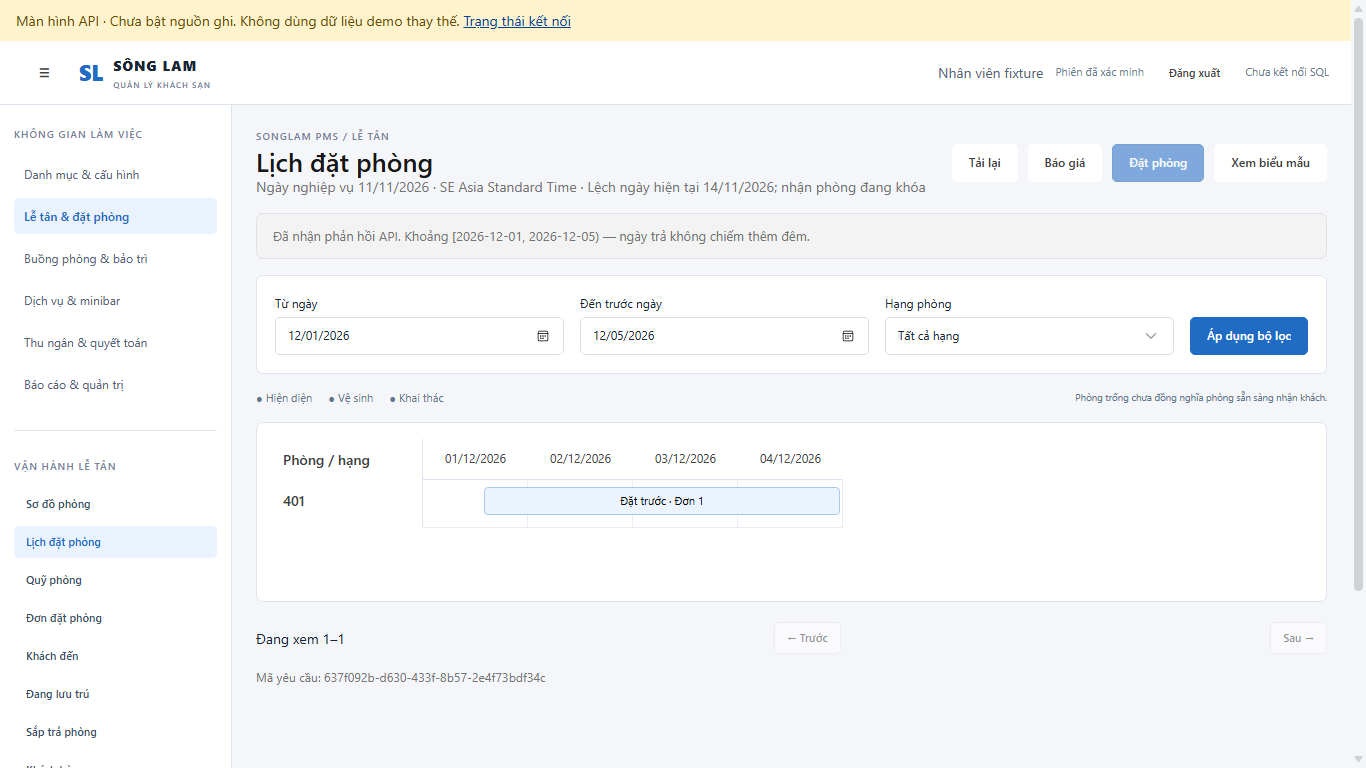 Màn hình API · Chưa bật nguồn ghi. Không dùng dữ liệu demo thay thế. Trạng thái kết nối
☰
SL SÔNG LAM
QUẢN LÝ KHÁCH SẠN
Nhân viên fixture Phiên đã xác minh Đăng xuất Chưa kết nối SQL
KHÔNG GIAN LÀM VIỆC
Danh mục & cấu hình
Lễ tân & đặt phòng
Buồng phòng & bảo trì
Dịch vụ & minibar
Thu ngân & quyết toán
Báo cáo & quản trị
VẬN HÀNH LỄ TÂN
Sơ đồ phòng
Lịch đặt phòng
Quỹ phòng
Đơn đặt phòng
Khách đến
Đang lưu trú
Sắp trả phòng
SONGLAM PMS / LỄ TÂN
Lịch đặt phòng
Ngày nghiệp vụ 11/11/2026 · SE Asia Standard Time · Lệch ngày hiện tại 14/11/2026; nhận phòng đang khóa
Tải lại Báo giá Đặt phòng Xem biểu mẫu
Đã nhận phản hồi API. Khoảng [2026-12-01, 2026-12-05) — ngày trả không chiếm thêm đêm.
Từ ngày Đến trước ngày Hạng phòng
12/01/2026 12/05/2026 Tất cả hạng Áp dụng bộ lọc
● Hiện diện ● Vệ sinh ● Khai thác
Phòng trống chưa đồng nghĩa phòng sẵn sàng nhận khách.
Phòng / hạng 01/12/2026 02/12/2026 03/12/2026 04/12/2026
401 Đặt trước · Đơn 1
Đang xem 1–1 ← Trước Sau →
Mã yêu cầu: 637f092b-d630-433f-8b57-2e4f73bdf34c